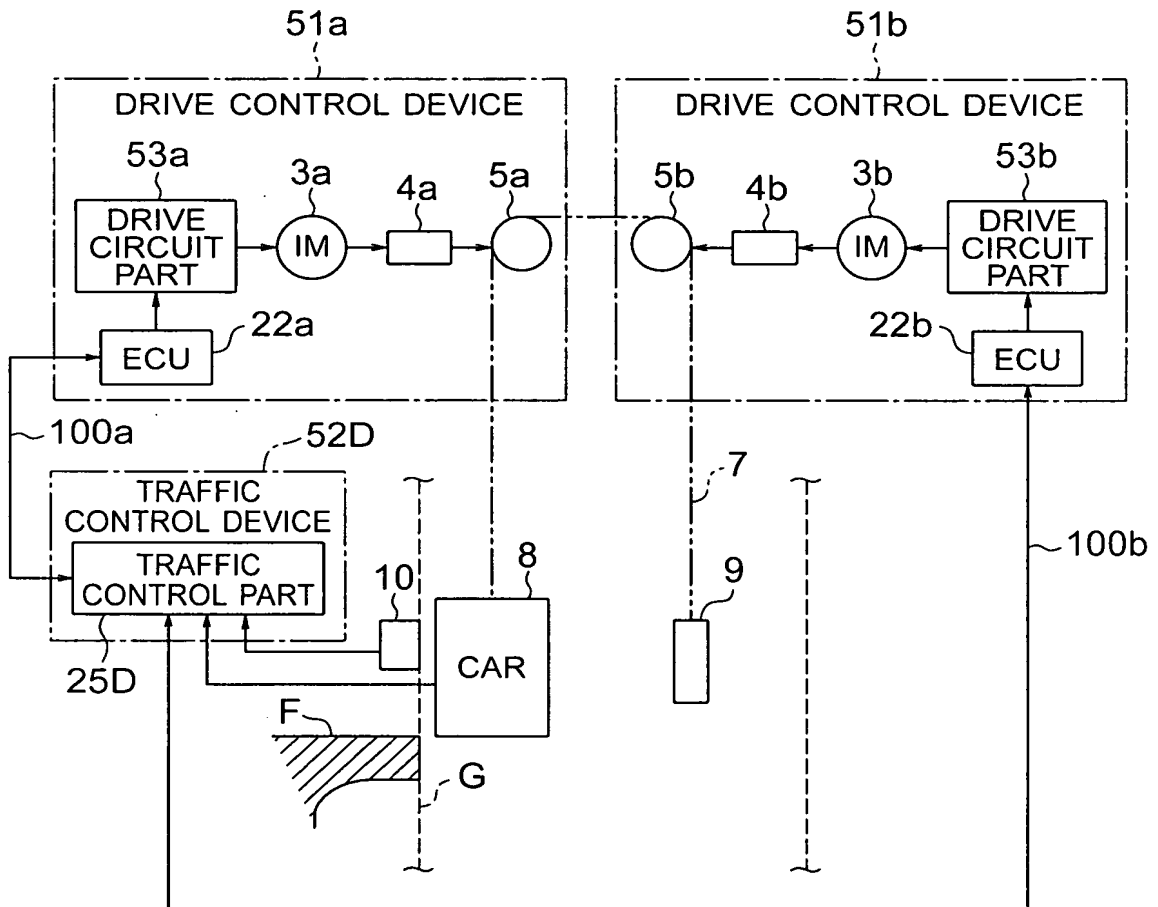 51a
51b
DRIVE CONTROL DEVICE
DRIVE CONTROL DEVICE
53a
3a
4a
5a
5b
4b
3b
53b
DRIVE
CIRCUIT
PART
IM
IM
DRIVE
CIRCUIT
PART
22a
22b
ECU
ECU
100a
52D
7
100b
TRAFFIC
CONTROL DEVICE
TRAFFIC
CONTROL PART
10
8
9
25D
CAR
F
G